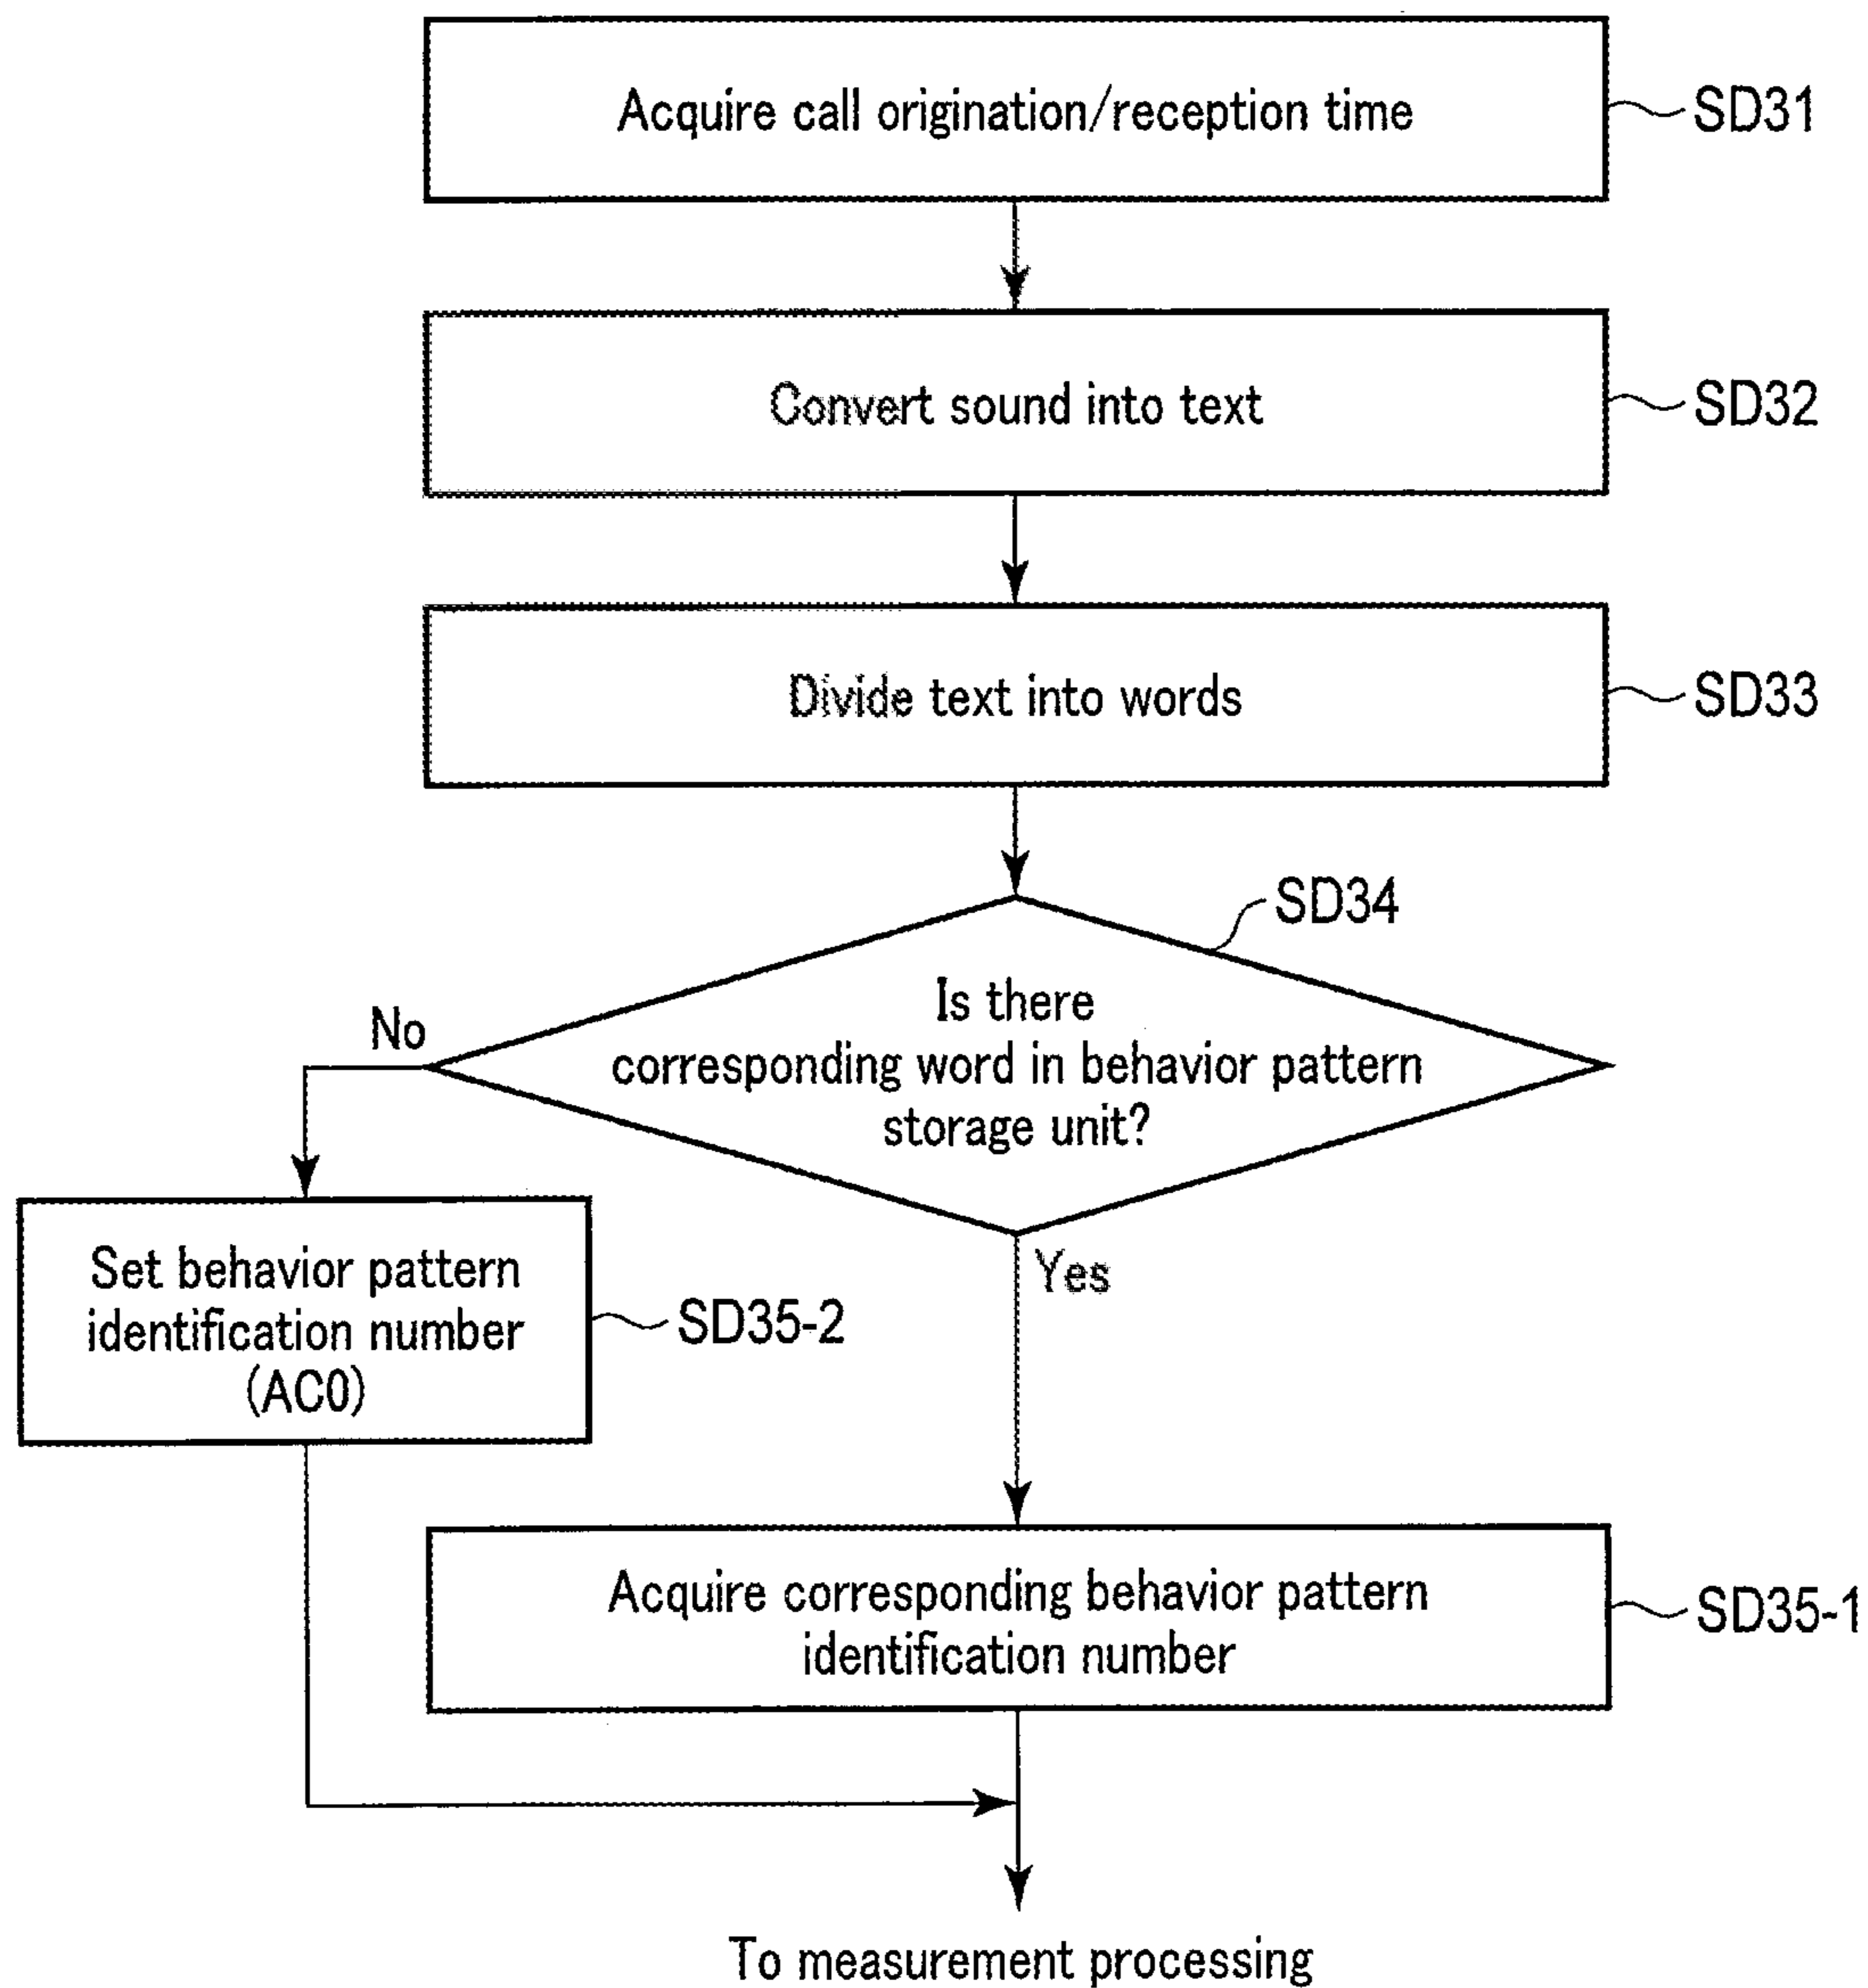 Acquire call origination/reception time
SD31
Convert sound into text
SD32
Divide text into words
SD33
SD34
Is there
corresponding word in behavior pattern
storage unit?
No
Yes
Set behavior pattern
identification number
(AC0)
SD35-2
Acquire corresponding behavior pattern
identification number
SD35-1
To measurement processing